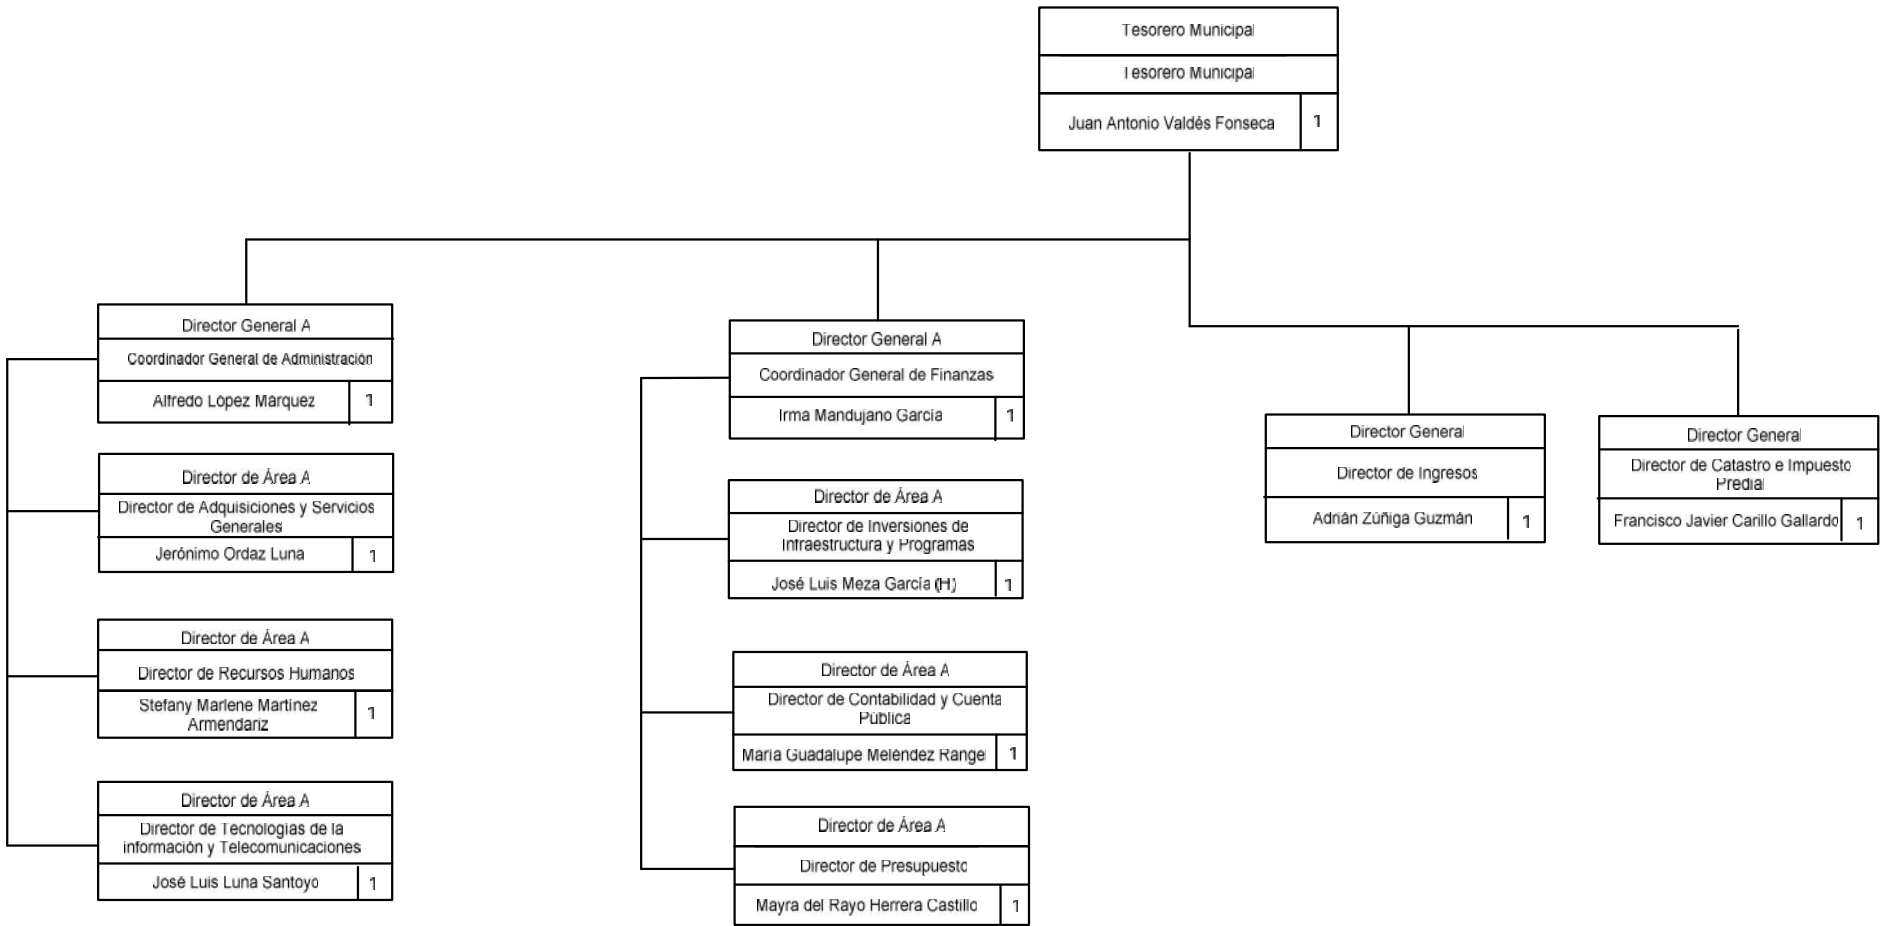 Tesorero Municipal
Tesorero Municipal
Juan Antonio Valdés Fonseca 1
Director General A
Coordinador General de Administración
Alfredo López Márquez 1
Director de Área A
Director de Adquisiciones y Servicios
Generales
Jerónimo Ordaz Luna 1
Director de Área A
Director de Recursos Humanos
Stefany Marlene Martínez
Armendariz 1
Director de Área A
Director de Tecnologías de la
información y Telecomunicaciones
José Luis Luna Santoyo 1
Director General A
Coordinador General de Finanzas
Irma Mandujano García 1
Director de Área A
Director de Inversiones de
Infraestructura y Programas
José Luis Meza García (H) 1
Director de Área A
Director de Contabilidad y Cuenta
Pública
María Guadalupe Meléndez Rangel 1
Director de Área A
Director de Presupuesto
Mayra del Rayo Herrera Castillo 1
Director General
Director de Ingresos
Adrián Zúñiga Guzmán 1
Director General
Director de Catastro e Impuesto
Predial
Francisco Javier Carillo Gallardo 1